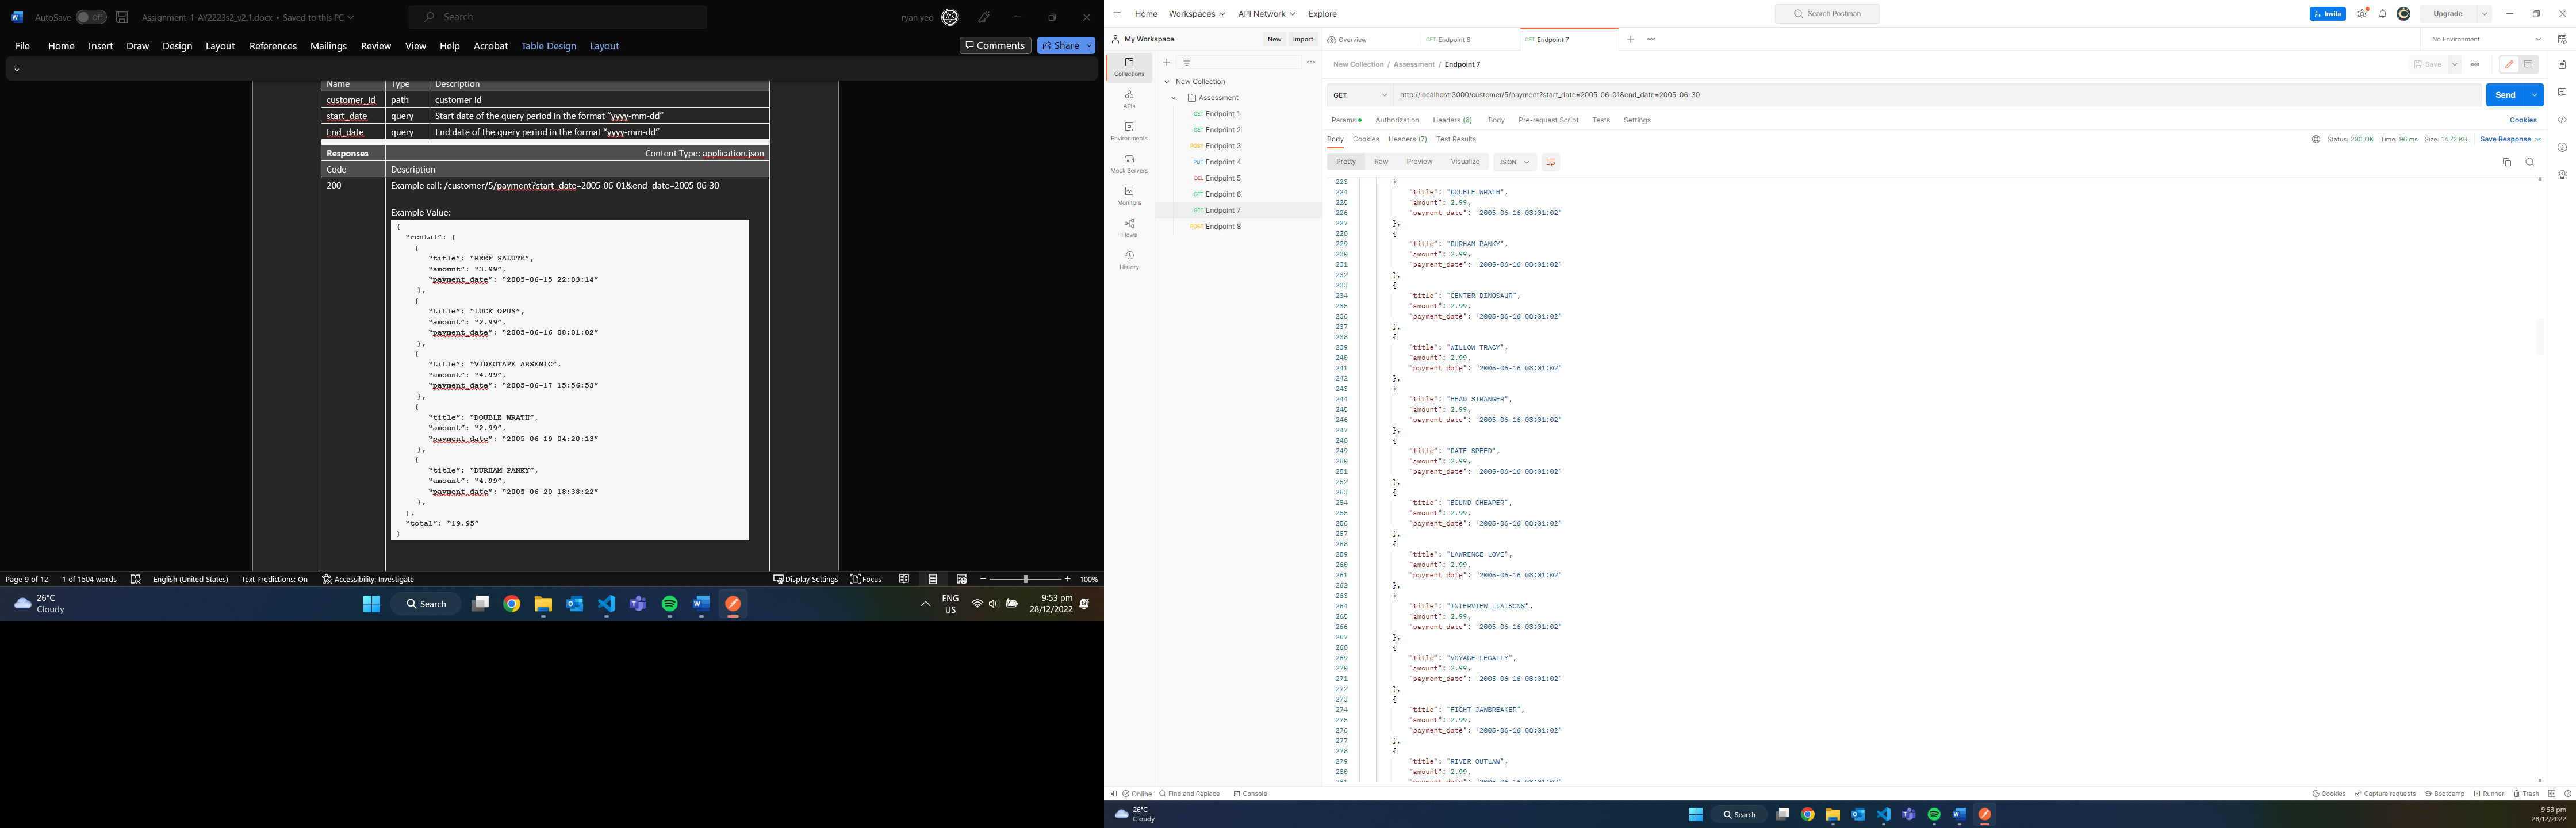 AutoSave Off Assignment-1-AY2223s2_v2.1.docx • Saved to this PC Search ryan yeo
File Home Insert Draw Design Layout References Mailings Review View Help Acrobat Table Design Layout Comments Share
Name Type Description
customer_id path customer id
start_date query Start date of the query period in the format “yyyy-mm-dd”
End_date query End date of the query period in the format “yyyy-mm-dd”
Responses Content Type: application.json
Code Description
200 Example call: /customer/5/payment?start_date=2005-06-01&end_date=2005-06-30
Example Value:
{
“rental”: [
{
“title”: “REEF SALUTE”,
“amount”: “3.99”,
“payment_date”: “2005-06-15 22:03:14”
},
{
“title”: “LUCK OPUS”,
“amount”: “2.99”,
“payment_date”: “2005-06-16 08:01:02”
},
{
“title”: “VIDEOTAPE ARSENIC”,
“amount”: “4.99”,
“payment_date”: “2005-06-17 15:56:53”
},
{
“title”: “DOUBLE WRATH”,
“amount”: “2.99”,
“payment_date”: “2005-06-19 04:20:13”
},
{
“title”: “DURHAM PANKY”,
“amount”: “4.99”,
“payment_date”: “2005-06-20 18:38:22”
},
],
“total”: “19.95”
}
Page 9 of 12 1 of 1504 words English (United States) Text Predictions: On Accessibility: Investigate Display Settings Focus 100%
26°C
Cloudy
Search
ENG
US
9:53 pm
28/12/2022
Home Workspaces API Network Explore Search Postman Invite Upgrade
My Workspace New Import Overview GET Endpoint 6 GET Endpoint 7 No Environment
Collections
APIs
Environments
Mock Servers
Monitors
Flows
History
New Collection
Assessment
GET Endpoint 1
GET Endpoint 2
POST Endpoint 3
PUT Endpoint 4
DEL Endpoint 5
GET Endpoint 6
GET Endpoint 7
POST Endpoint 8
New Collection / Assessment / Endpoint 7 Save
GET http://localhost:3000/customer/5/payment?start_date=2005-06-01&end_date=2005-06-30 Send
Params Authorization Headers (6) Body Pre-request Script Tests Settings Cookies
Body Cookies Headers (7) Test Results Status: 200 OK Time: 96 ms Size: 14.72 KB Save Response
Pretty Raw Preview Visualize JSON
223 {
224 "title": "DOUBLE WRATH",
225 "amount": 2.99,
226 "payment_date": "2005-06-16 08:01:02"
227 },
228 {
229 "title": "DURHAM PANKY",
230 "amount": 2.99,
231 "payment_date": "2005-06-16 08:01:02"
232 },
233 {
234 "title": "CENTER DINOSAUR",
235 "amount": 2.99,
236 "payment_date": "2005-06-16 08:01:02"
237 },
238 {
239 "title": "WILLOW TRACY",
240 "amount": 2.99,
241 "payment_date": "2005-06-16 08:01:02"
242 },
243 {
244 "title": "HEAD STRANGER",
245 "amount": 2.99,
246 "payment_date": "2005-06-16 08:01:02"
247 },
248 {
249 "title": "DATE SPEED",
250 "amount": 2.99,
251 "payment_date": "2005-06-16 08:01:02"
252 },
253 {
254 "title": "BOUND CHEAPER",
255 "amount": 2.99,
256 "payment_date": "2005-06-16 08:01:02"
257 },
258 {
259 "title": "LAWRENCE LOVE",
260 "amount": 2.99,
261 "payment_date": "2005-06-16 08:01:02"
262 },
263 {
264 "title": "INTERVIEW LIAISONS",
265 "amount": 2.99,
266 "payment_date": "2005-06-16 08:01:02"
267 },
268 {
269 "title": "VOYAGE LEGALLY",
270 "amount": 2.99,
271 "payment_date": "2005-06-16 08:01:02"
272 },
273 {
274 "title": "FIGHT JAWBREAKER",
275 "amount": 2.99,
276 "payment_date": "2005-06-16 08:01:02"
277 },
278 {
279 "title": "RIVER OUTLAW",
280 "amount": 2.99,
281 "payment_date": "2005-06-16 08:01:02"
Online Find and Replace Console Cookies Capture requests Bootcamp Runner Trash
26°C
Cloudy
Search
9:53 pm
28/12/2022